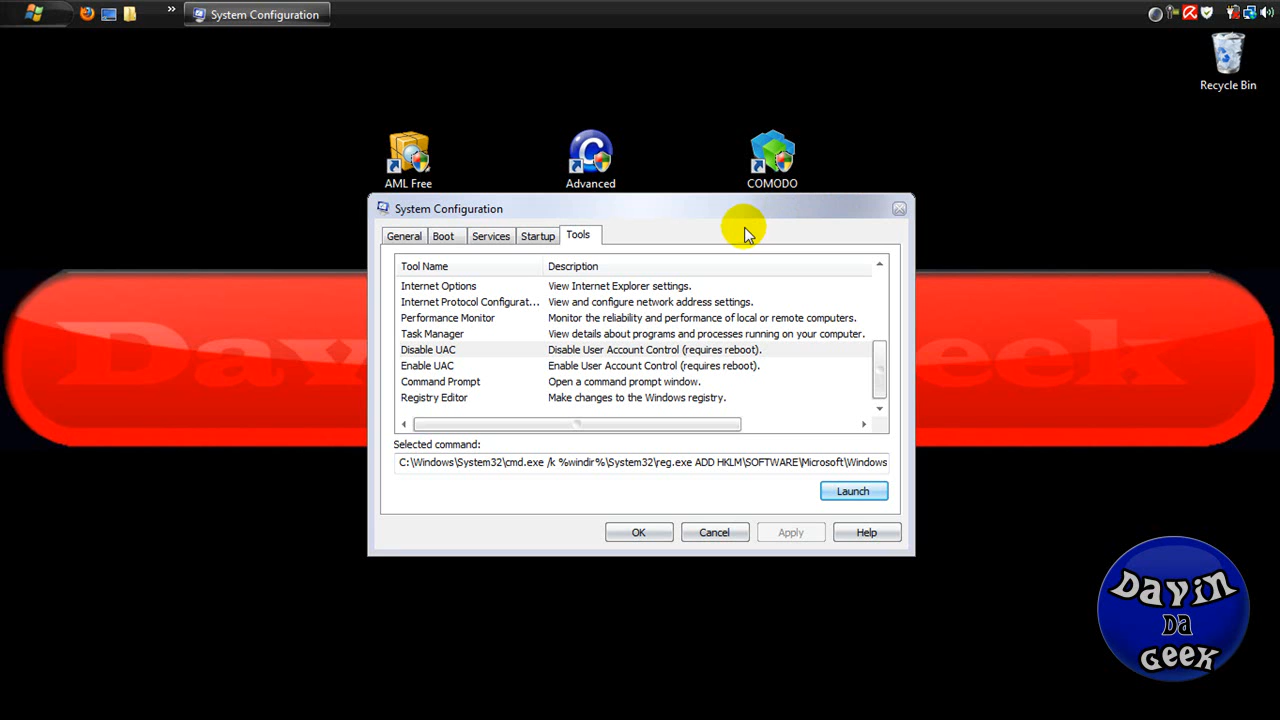 System Configuration
Recycle Bin
AML Free
Advanced
COMODO
System Configuration
General
Boot
Services
Startup
Tools
Tool Name Description
Internet Options View Internet Explorer settings.
Internet Protocol Configurat... View and configure network address settings.
Performance Monitor Monitor the reliability and performance of local or remote computers.
Task Manager View details about programs and processes running on your computer.
Disable UAC Disable User Account Control (requires reboot).
Enable UAC Enable User Account Control (requires reboot).
Command Prompt Open a command prompt window.
Registry Editor Make changes to the Windows registry.
Selected command:
C:\Windows\System32\cmd.exe /k %windir%\System32\reg.exe ADD HKLM\SOFTWARE\Microsoft\Windows
Launch
OK
Cancel
Apply
Help
Davin
Da
Geek